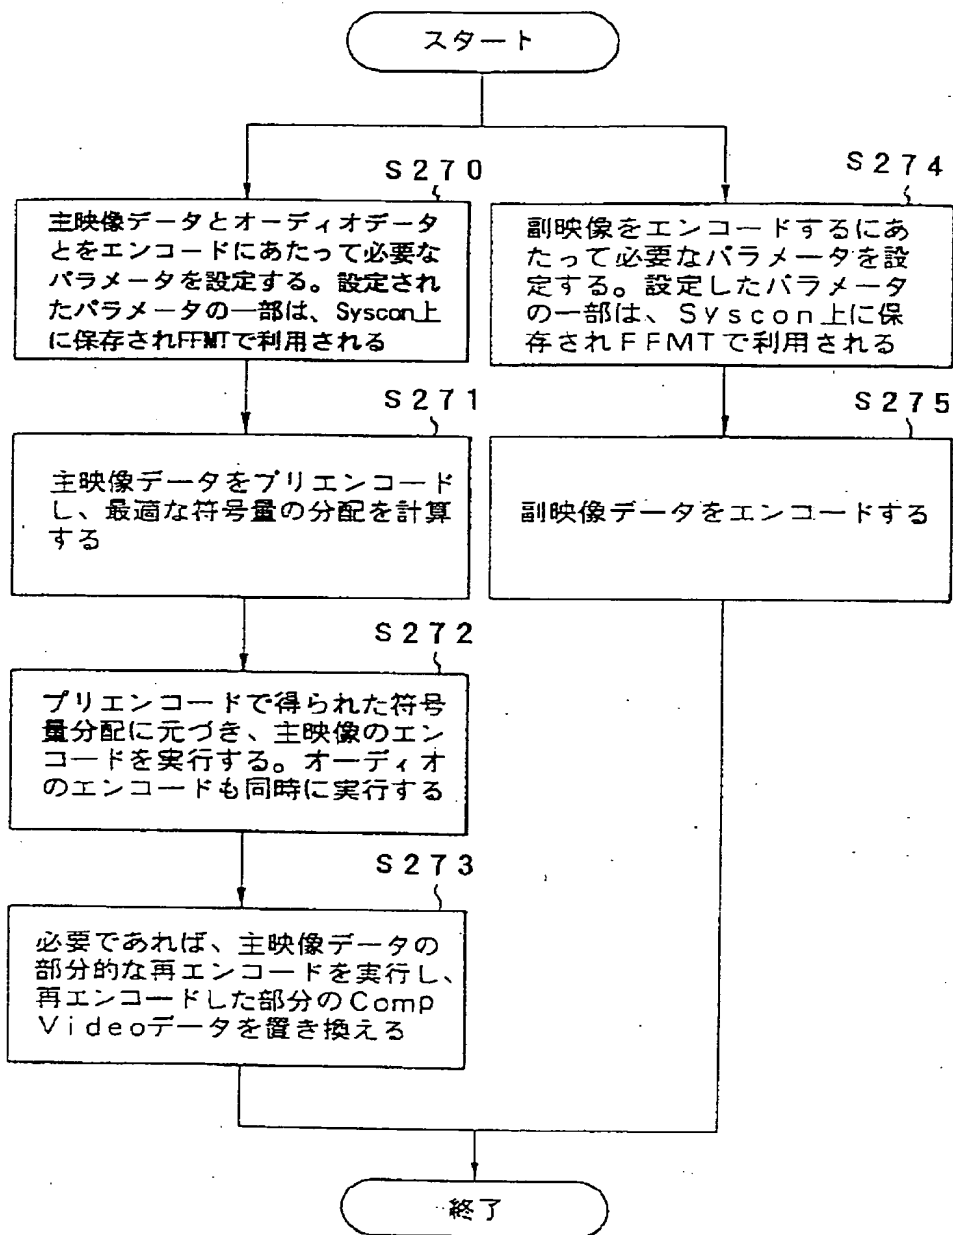 スタート
S270
主映像データとオーディオデータ
とをエンコードにあたって必要な
パラメータを設定する。設定され
たパラメータの一部は、Syscon上
に保存されFFMTで利用される
S271
主映像データをプリエンコード
し、最適な符号量の分配を計算
する
S272
プリエンコードで得られた符号
量分配に元づき、主映像のエン
コードを実行する。オーディオ
のエンコードも同時に実行する
S273
必要であれば、主映像データの
部分的な再エンコードを実行し、
再エンコードした部分のComp
Videoデータを置き換える
S274
副映像をエンコードするにあ
たって必要なパラメータを設
定する。設定したパラメータ
の一部は、Syscon上に保
存されFFMTで利用される
S275
副映像データをエンコードする
終了